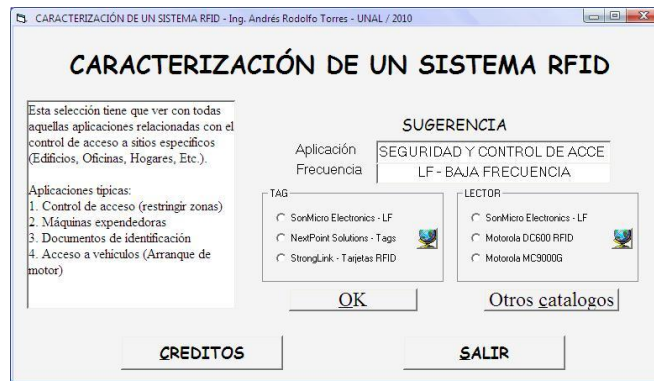 CARACTERIZACIÓN DE UN SISTEMA RFID - Ing. Andrés Rodolfo Torres - UNAL / 2010
CARACTERIZACIÓN DE UN SISTEMA RFID
Esta selección tiene que ver con todas
aquellas aplicaciones relacionadas con el
control de acceso a sitios especificos
(Edificios, Oficinas, Hogares, Etc.).
Aplicaciones típicas:
1. Control de acceso (restringir zonas)
2. Máquinas expendedoras
3. Documentos de identificación
4. Acceso a vehículos (Arranque de
motor)
SUGERENCIA
Aplicación
SEGURIDAD Y CONTROL DE ACCE
Frecuencia
LF - BAJA FRECUENCIA
TAG
SonMicro Electronics - LF
NextPoint Solutions - Tags
StrongLink - Tarjetas RFID
LECTOR
SonMicro Electronics - LF
Motorola DC600 RFID
Motorola MC9000G
OK
Otros catalogos
CREDITOS
SALIR